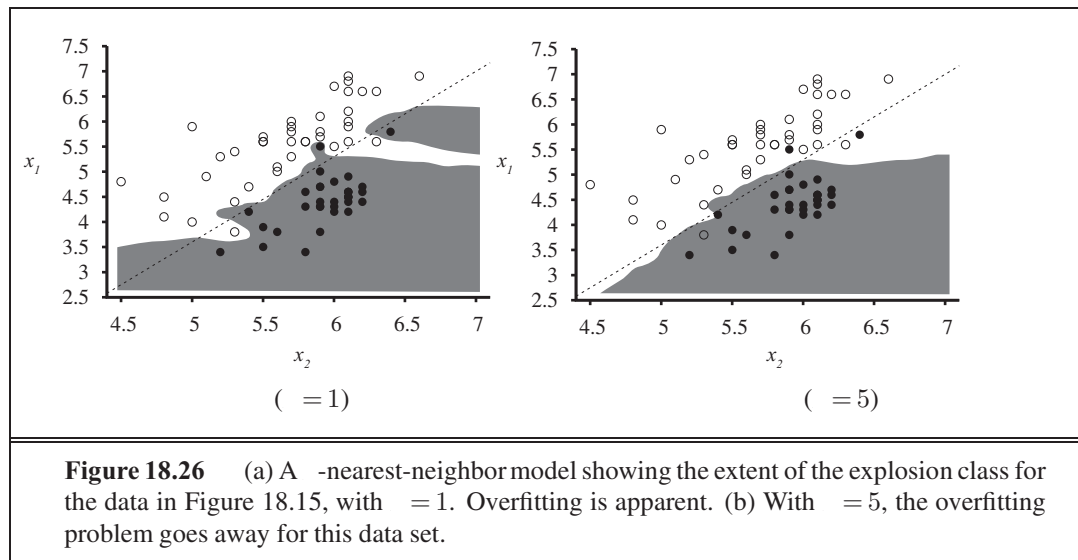 7.5
7
6.5
6
5.5
5
4.5
4
3.5
3
2.5
x1
4.5 5 5.5 6 6.5 7
x2
( =1)
7.5
7
6.5
6
5.5
5
4.5
4
3.5
3
2.5
x1
4.5 5 5.5 6 6.5 7
x2
( =5)
Figure 18.26 (a) A -nearest-neighbor model showing the extent of the explosion class for
the data in Figure 18.15, with =1. Overfitting is apparent. (b) With =5, the overfitting
problem goes away for this data set.